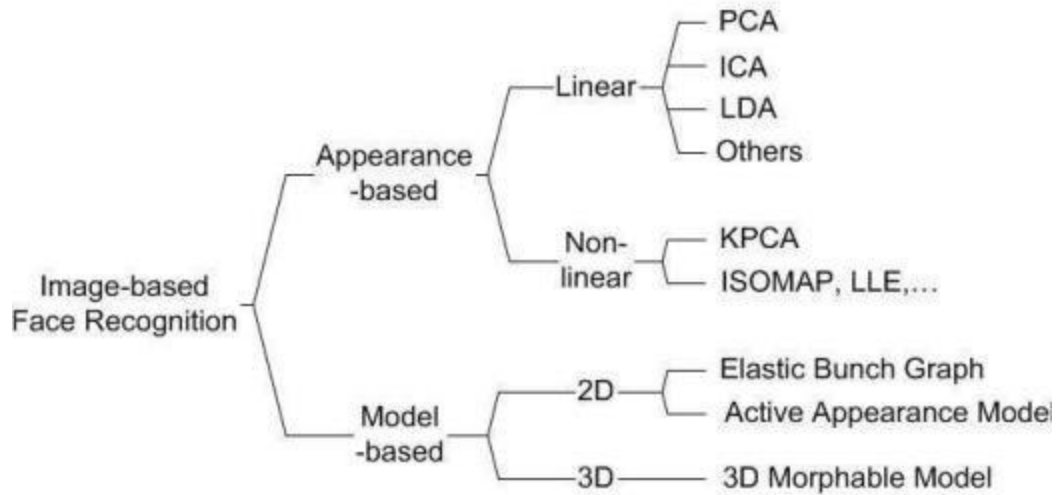 PCA
ICA
Linear
LDA
Others
Appearance
-based
KPCA
Non-
linear
ISOMAP, LLE,...
Image-based
Face Recognition
Elastic Bunch Graph
2D
Active Appearance Model
Model
-based
3D
3D Morphable Model